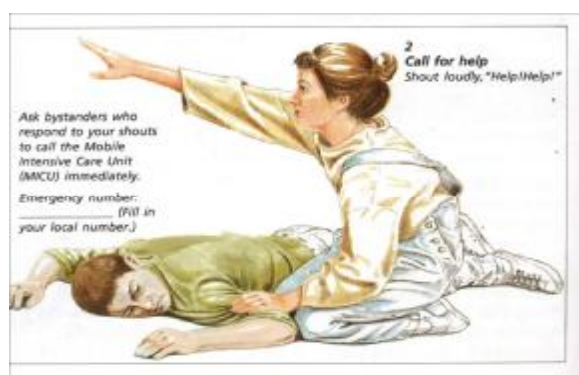 2
Call for help
Shout loudly, "Help!Help!"
Ask bystanders who
respond to your shouts
to call the Mobile
Intensive Care Unit
(MICU) immediately.
Emergency number:
____________ (Fill in
your local number.)